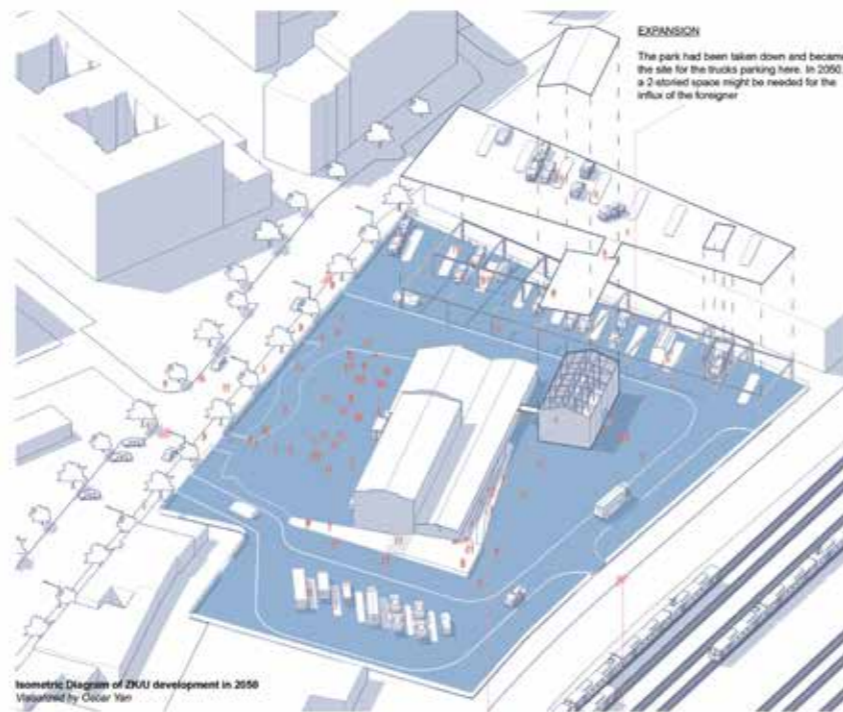 EXPANSION
The park had been taken down and became
the site for the trucks parking here. In 2050,
a 2-storied space might be needed for the
influx of the foreigner
Isometric Diagram of ZK/U development in 2050
Visualized by Oscar Yan